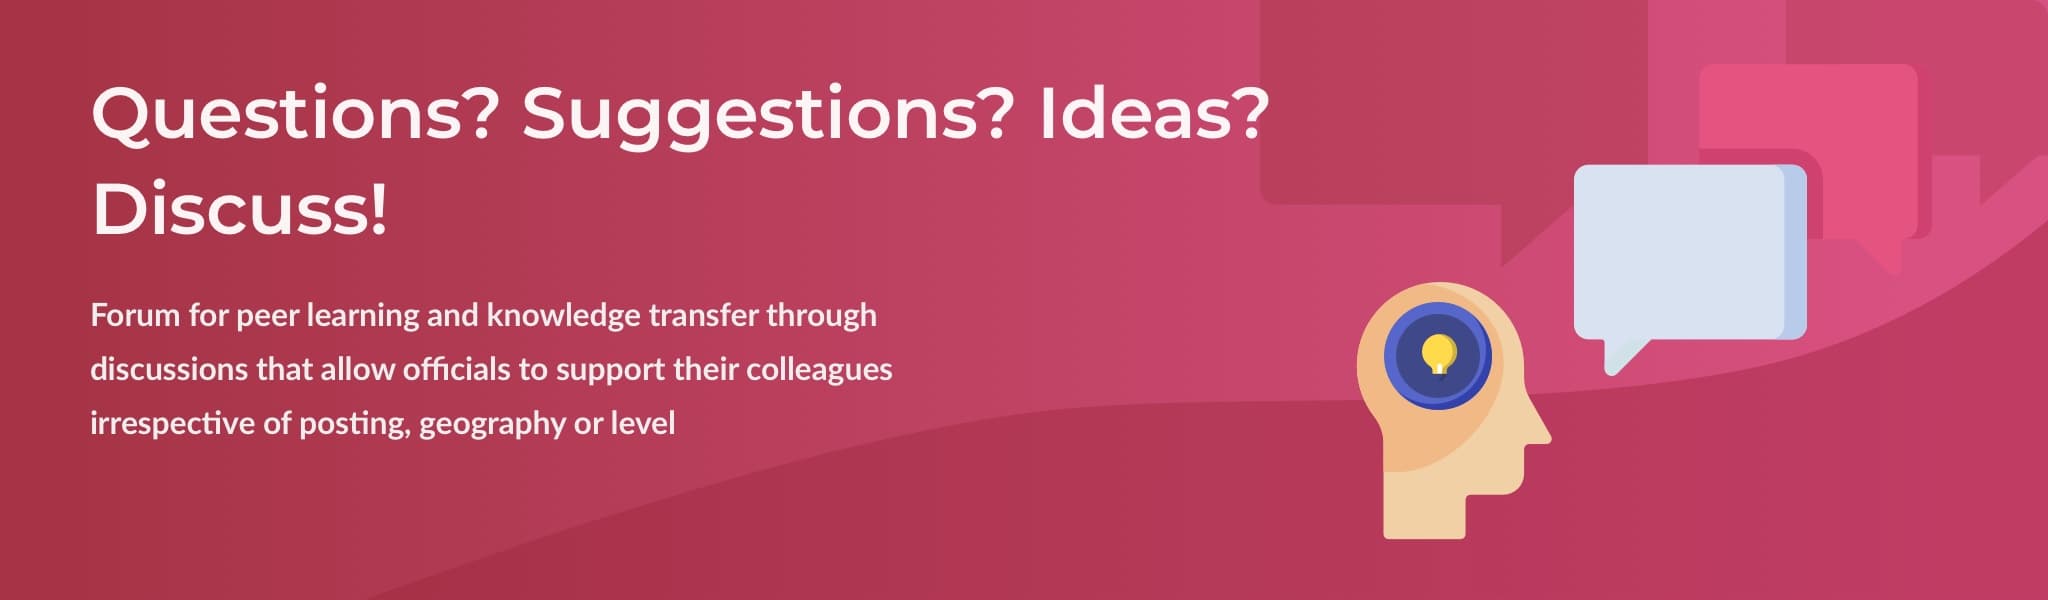 Questions? Suggestions? Ideas?
Discuss!
Forum for peer learning and knowledge transfer through
discussions that allow officials to support their colleagues
irrespective of posting, geography or level